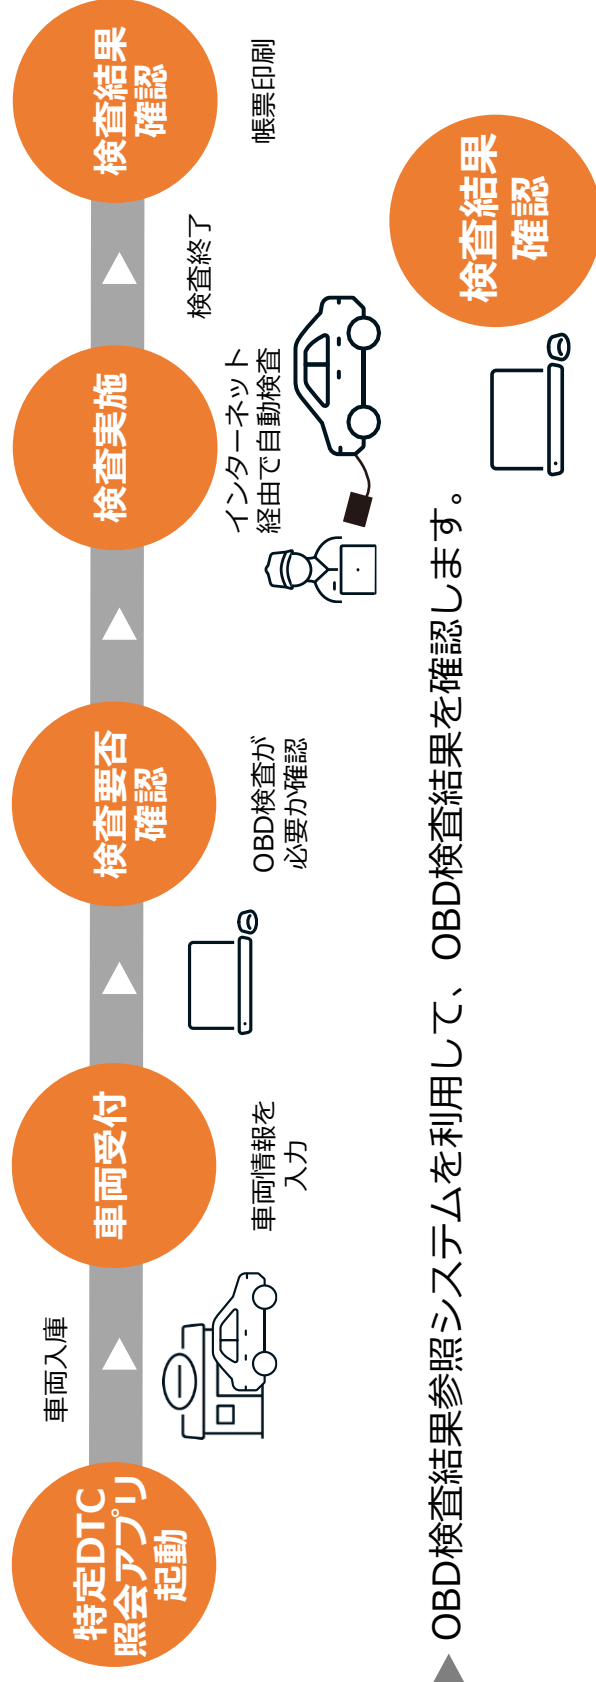 特定DTC
照会アプリ
起動
車両入庫
車両受付
車両情報を
入力
検査要否
確認
OBD検査が
必要か確認
検査実施
インターネット
経由で自動検査
検査終了
検査結果
確認
帳票印刷
▶ OBD検査結果参照システムを利用して、OBD検査結果を確認します。
検査結果
確認